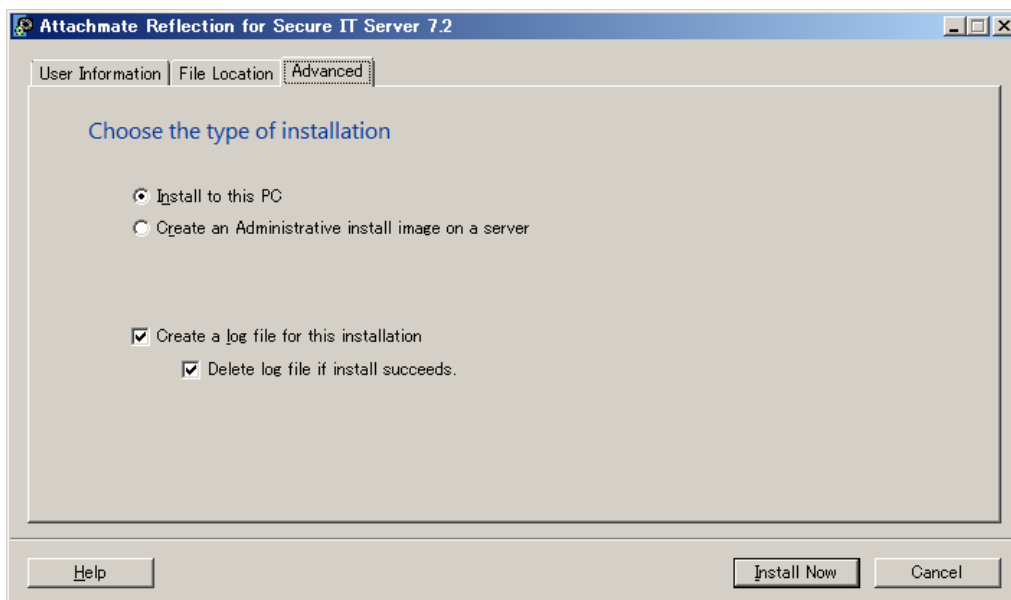 Attachmate Reflection for Secure IT Server 7.2
User Information File Location Advanced
Choose the type of installation
Install to this PC
Create an Administrative install image on a server
Create a log file for this installation
Delete log file if install succeeds.
Help Install Now Cancel